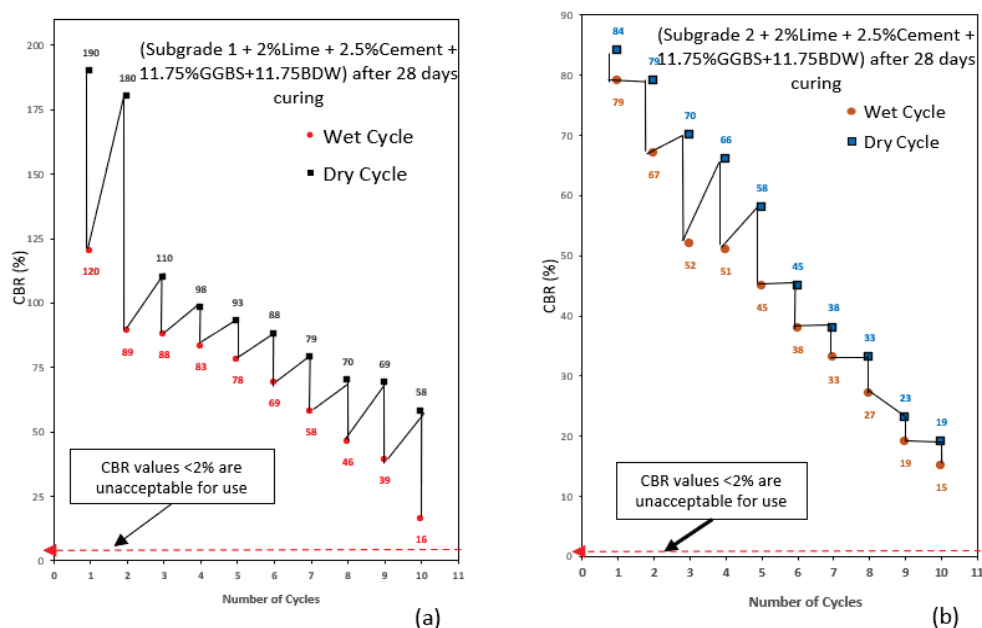 (Subgrade 1 + 2%Lime + 2.5%Cement +
11.75%GGBS+11.75BDW) after 28 days
curing
Wet Cycle
Dry Cycle
CBR (%)
200
175
150
125
100
75
50
25
0
190
180
120
110
98
93
88
79
70
69
58
89
88
83
78
69
58
46
39
16
CBR values <2% are
unacceptable for use
0 1 2 3 4 5 6 7 8 9 10 11
Number of Cycles
(a)
(Subgrade 2 + 2%Lime + 2.5%Cement +
11.75%GGBS+11.75BDW) after 28 days
curing
Wet Cycle
Dry Cycle
CBR (%)
90
80
70
60
50
40
30
20
10
0
84
79
79
70
67
66
58
52
51
45
45
38
38
33
33
27
23
19
19
15
CBR values <2% are
unacceptable for use
0 1 2 3 4 5 6 7 8 9 10 11
Number of Cycles
(b)